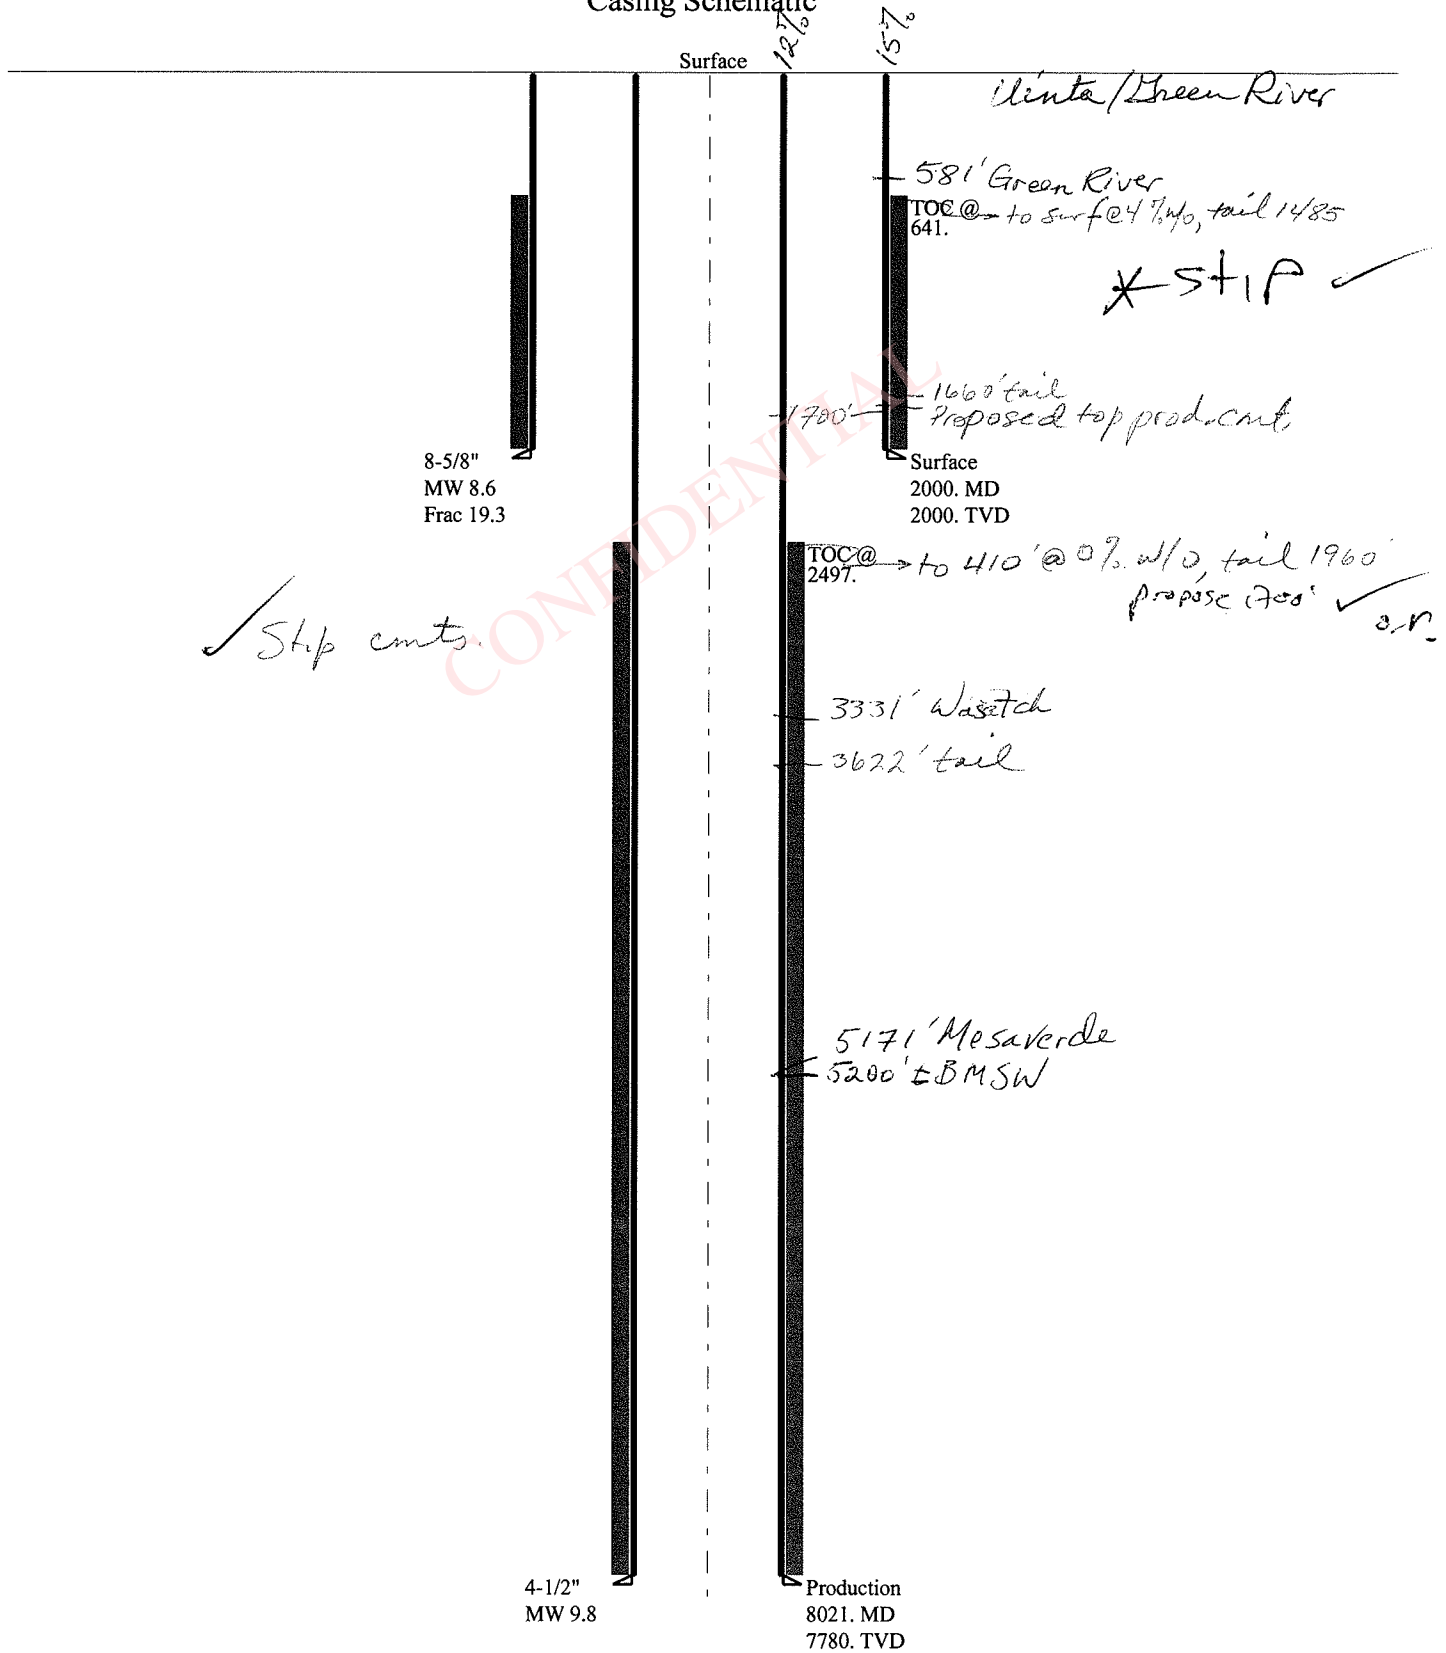 Casing Schematic
12%
15%
Surface
Uinta/Green River
581' Green River
TOC @ → to surf @ 4% w/o, tail 1485
641.
* Stip ✓
1660' tail
1700'
Proposed top prod. cmt.
8-5/8"
MW 8.6
Frac 19.3
Surface
2000. MD
2000. TVD
TOC @ → to 410' @ 0% w/o, tail 1960'
2497.
propose 1700' ✓
o.k.
✓ Stip cmts.
CONFIDENTIAL
3331' Wasatch
3622' tail
5171' Mesaverde
5200' ± BMSW
4-1/2"
MW 9.8
Production
8021. MD
7780. TVD